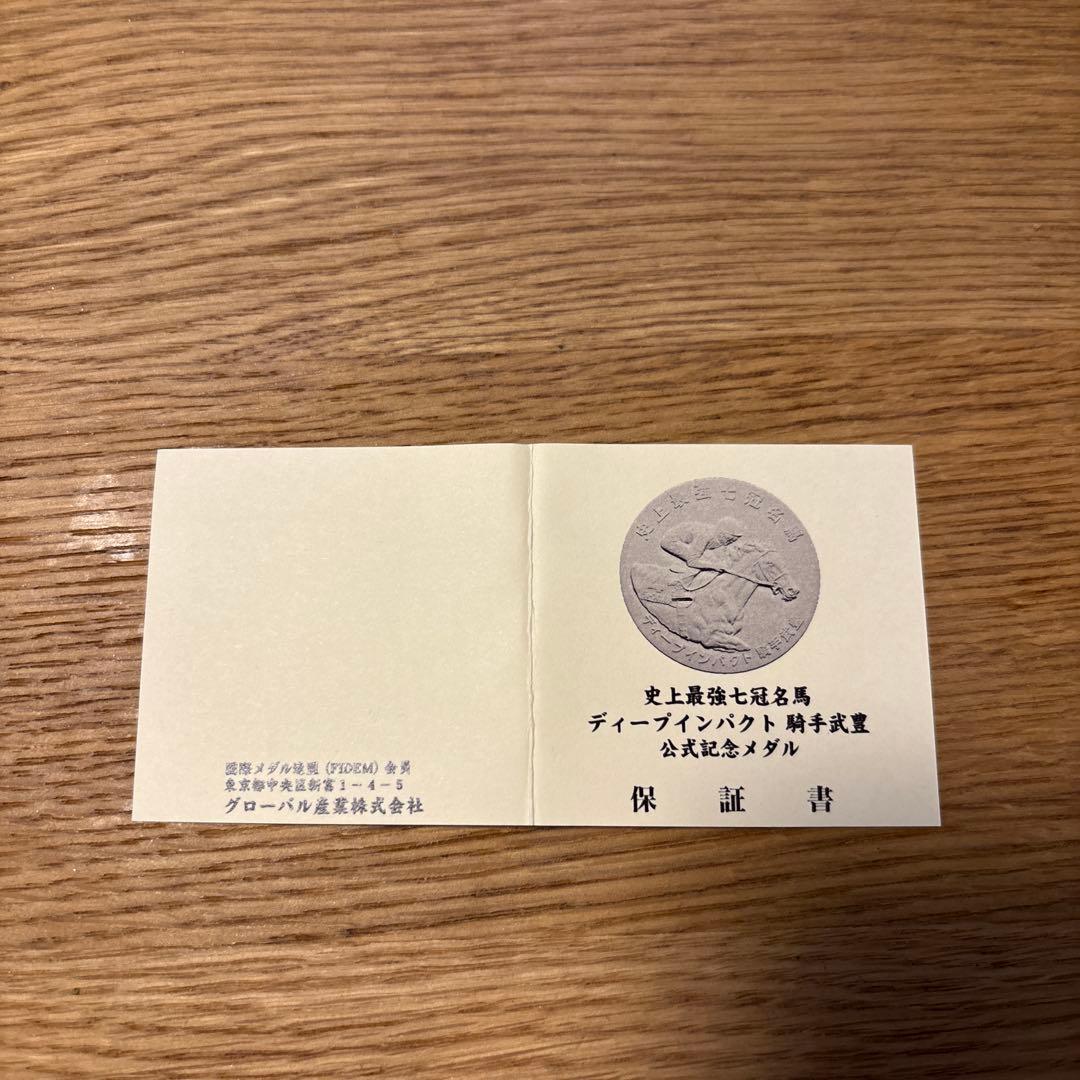 国際メダル連盟 (FIDEM) 会員
東京都中央区新富1-4-5
グローバル産業株式会社
史上最強七冠名馬
ディープインパクト 騎手武豊
史上最強七冠名馬
ディープインパクト 騎手武豊
公式記念メダル
保証書